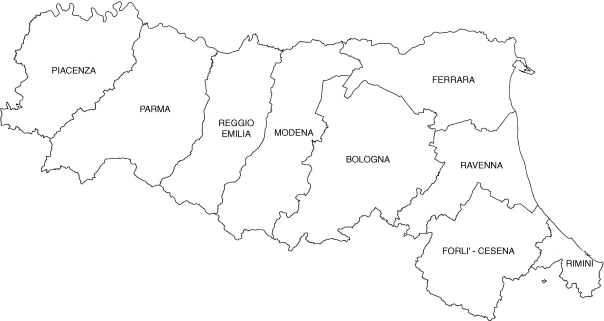 PIACENZA
PARMA
REGGIO
EMILIA
MODENA
BOLOGNA
FERRARA
RAVENNA
FORLI' - CESENA
RIMINI